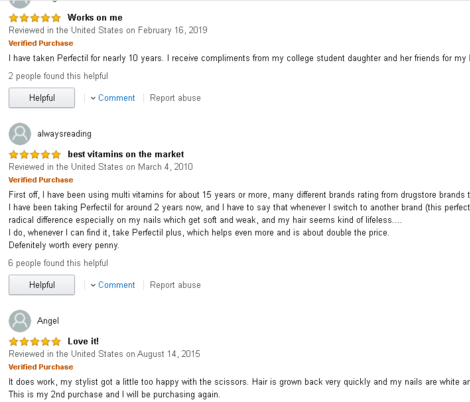 Works on me
Reviewed in the United States on February 16, 2019
Verified Purchase
I have taken Perfectil for nearly 10 years. I receive compliments from my college student daughter and her friends for my
2 people found this helpful
Helpful Comment Report abuse
alwaysreading
best vitamins on the market
Reviewed in the United States on March 4, 2010
Verified Purchase
First off, I have been using multi vitamins for about 15 years or more, many different brands rating from drugstore brands
I have been taking Perfectil for around 2 years now, and I have to say that whenever I switch to another brand (this
radical difference especially on my nails which get soft and weak, and my hair seems kind of lifeless....
I do, whenever I can find it, take Perfectil plus, which helps even more and is about double the price.
Defenitely worth every penny.
6 people found this helpful
Helpful Comment Report abuse
Angel
Love it!
Reviewed in the United States on August 14, 2015
Verified Purchase
It does work, my stylist got a little too happy with the scissors. Hair is grown back very quickly and my nails are white
This is my 2nd purchase and I will be purchasing again.